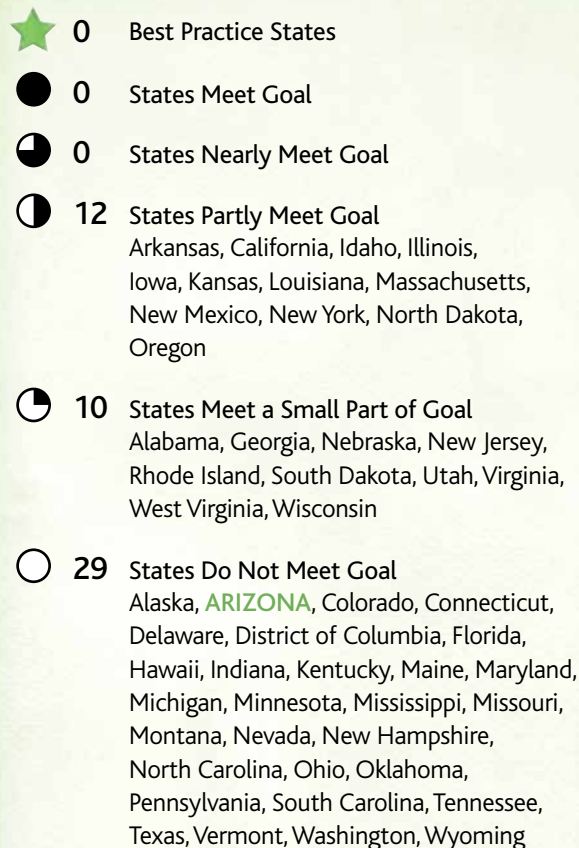 0 Best Practice States
0 States Meet Goal
0 States Nearly Meet Goal
12 States Partly Meet Goal
Arkansas, California, Idaho, Illinois,
Iowa, Kansas, Louisiana, Massachusetts,
New Mexico, New York, North Dakota,
Oregon
10 States Meet a Small Part of Goal
Alabama, Georgia, Nebraska, New Jersey,
Rhode Island, South Dakota, Utah, Virginia,
West Virginia, Wisconsin
29 States Do Not Meet Goal
Alaska, ARIZONA, Colorado, Connecticut,
Delaware, District of Columbia, Florida,
Hawaii, Indiana, Kentucky, Maine, Maryland,
Michigan, Minnesota, Mississippi, Missouri,
Montana, Nevada, New Hampshire,
North Carolina, Ohio, Oklahoma,
Pennsylvania, South Carolina, Tennessee,
Texas, Vermont, Washington, Wyoming